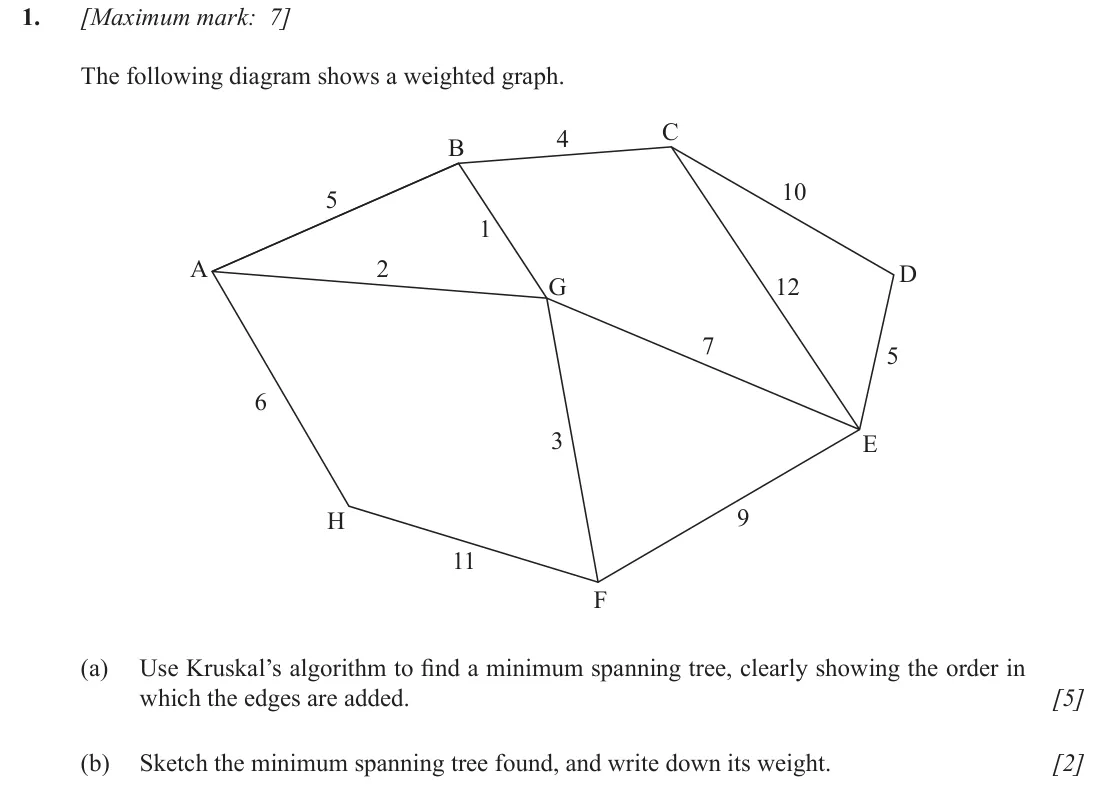 1. [Maximum mark: 7]
The following diagram shows a weighted graph.
C
4
B
10
5
1
A
2
D
G
12
7
5
6
3
E
9
H
11
F
(a) Use Kruskal’s algorithm to find a minimum spanning tree, clearly showing the order in
which the edges are added. [5]
(b) Sketch the minimum spanning tree found, and write down its weight. [2]